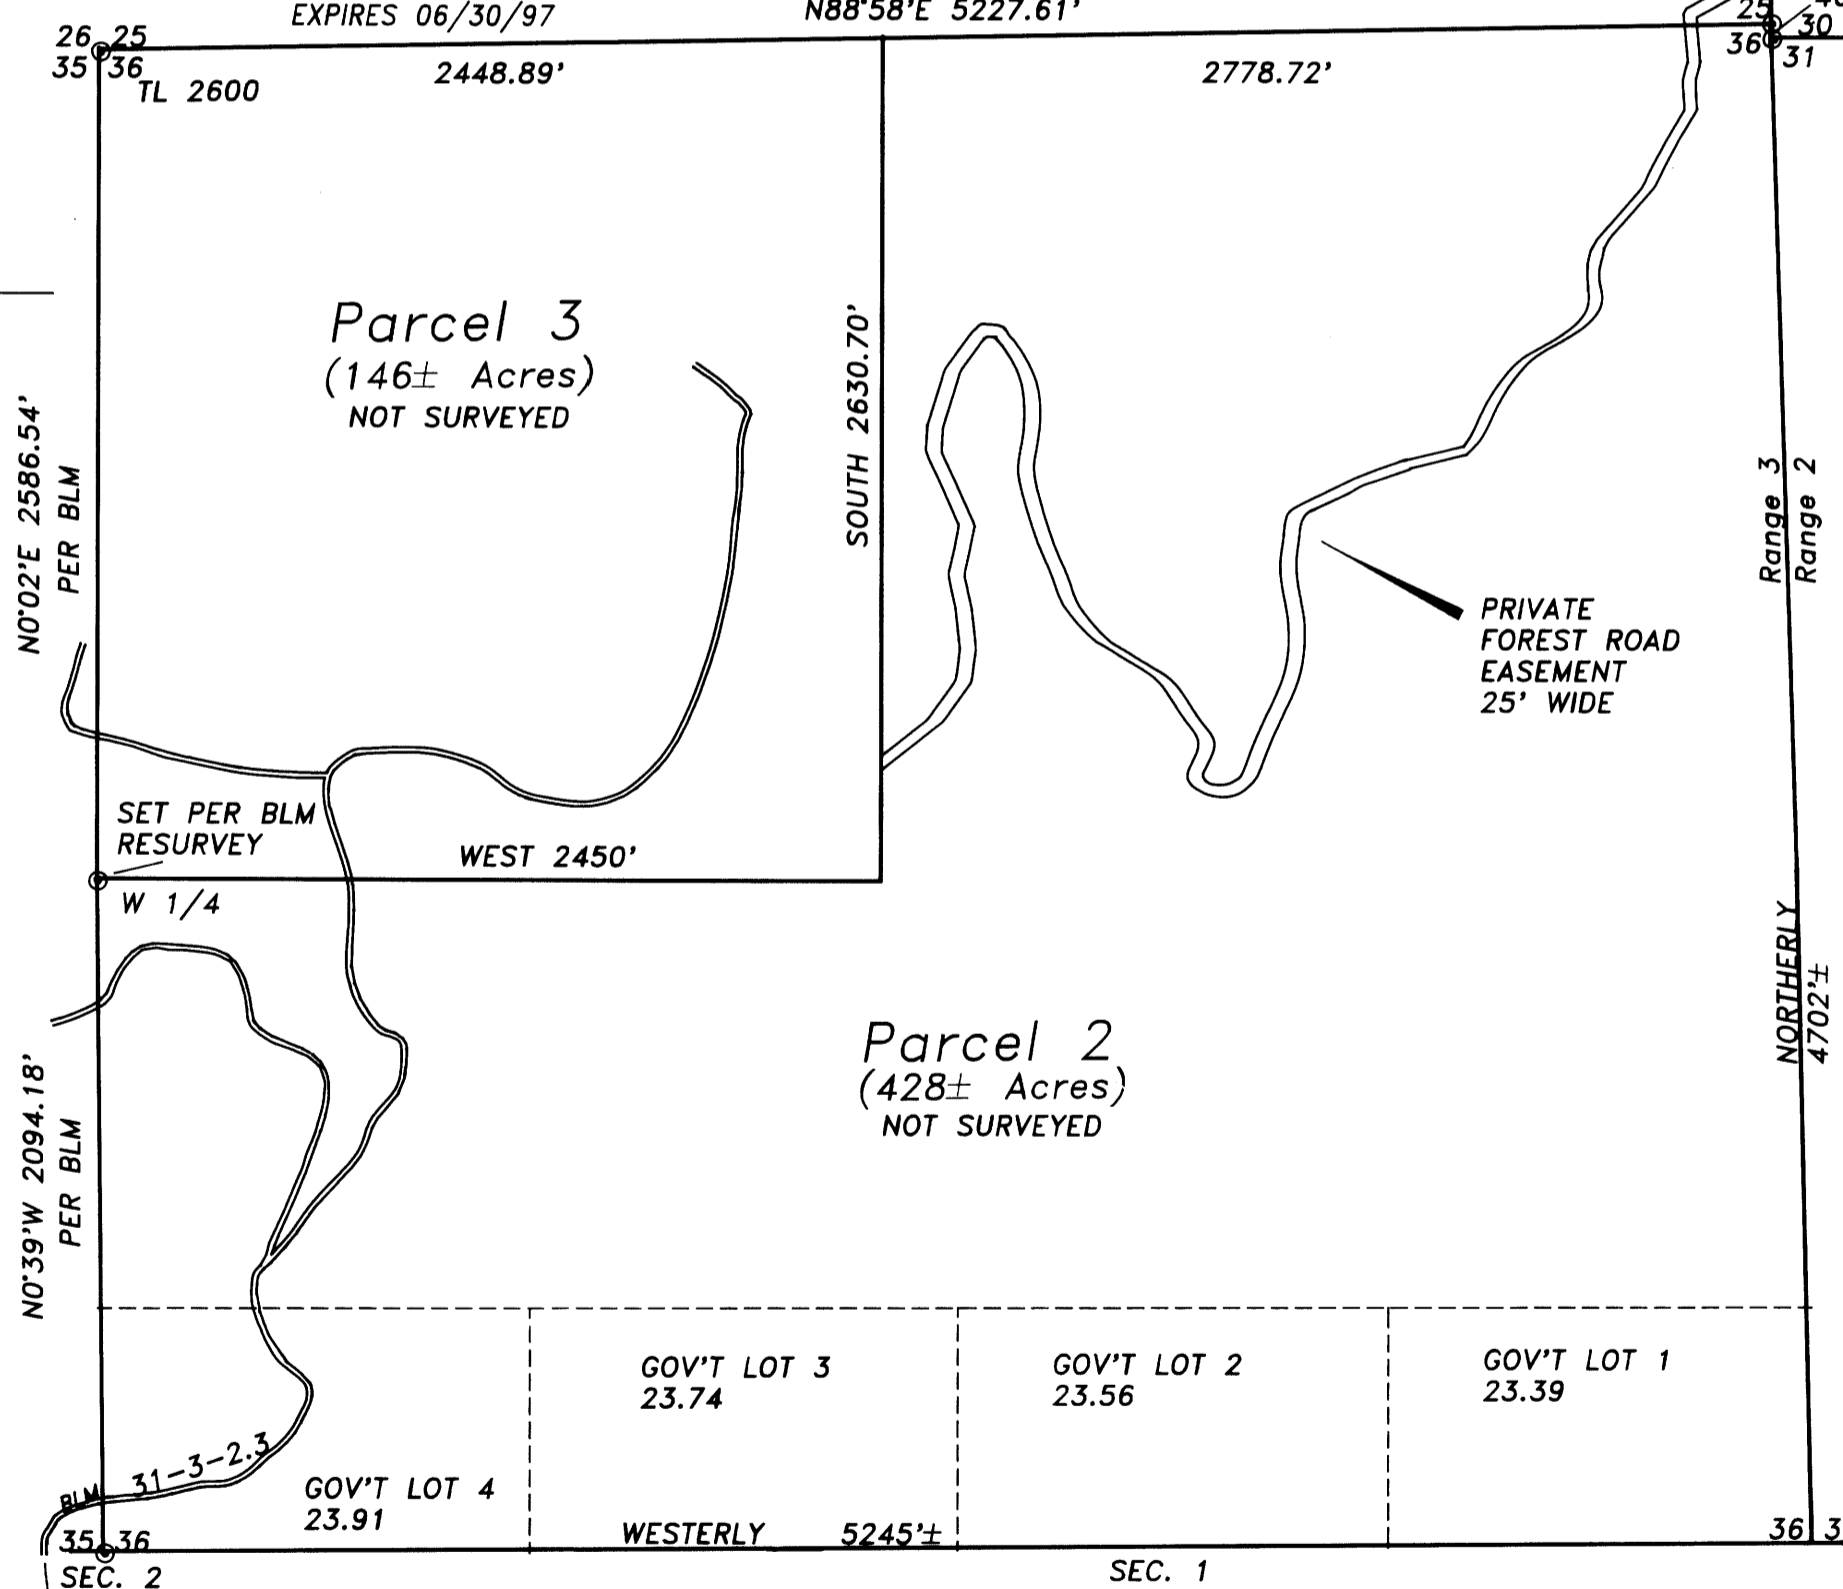 EXPIRES 06/30/97
N88°58'E 5227.61'
26 25
35 36
TL 2600
2448.89'
2778.72'
25
30
36
31
Parcel 3
(146± Acres)
NOT SURVEYED
SOUTH 2630.70'
N0°02'E 2586.54'
PER BLM
Range 3
Range 2
PRIVATE
FOREST ROAD
EASEMENT
25' WIDE
SET PER BLM
RESURVEY
WEST 2450'
W 1/4
NORTHERLY
4702'±
Parcel 2
(428± Acres)
NOT SURVEYED
N0°39'W 2094.18'
PER BLM
GOV'T LOT 3
23.74
GOV'T LOT 2
23.56
GOV'T LOT 1
23.39
BLM 31-3-2.3
GOV'T LOT 4
23.91
WESTERLY 5245'±
35 36
36 3
SEC. 2
SEC. 1